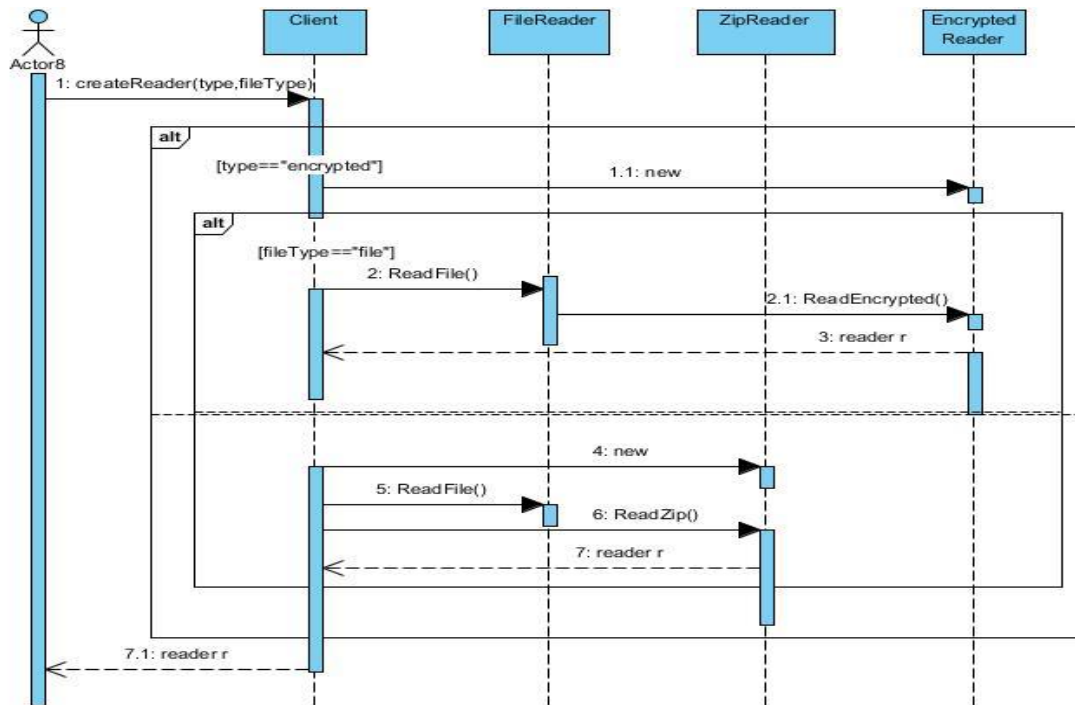 Client
FileReader
ZipReader
Encrypted
Reader
Actor8
1: createReader(type,fileType)
alt
[type=="encrypted"]
1.1: new
alt
[fileType=="file"]
2: ReadFile()
2.1: ReadEncrypted()
3: reader r
4: new
5: ReadFile()
6: ReadZip()
7: reader r
7.1: reader r